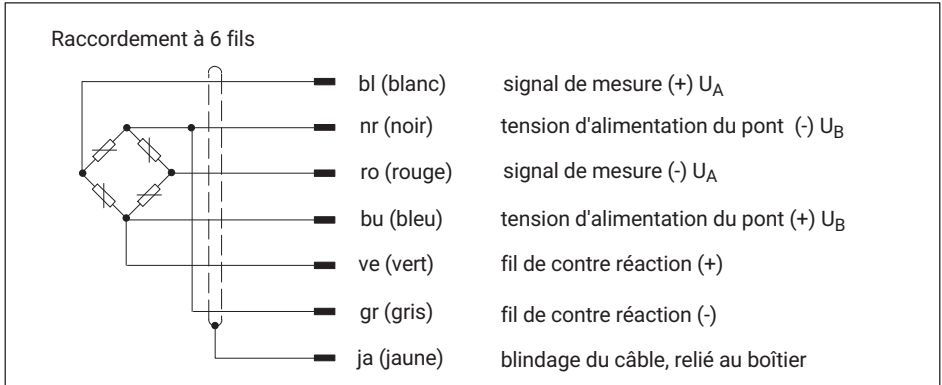 Raccordement à 6 fils
bl (blanc) signal de mesure (+) UA
nr (noir) tension d'alimentation du pont (-) UB
ro (rouge) signal de mesure (-) UA
bu (bleu) tension d'alimentation du pont (+) UB
ve (vert) fil de contre réaction (+)
gr (gris) fil de contre réaction (-)
ja (jaune) blindage du câble, relié au boîtier